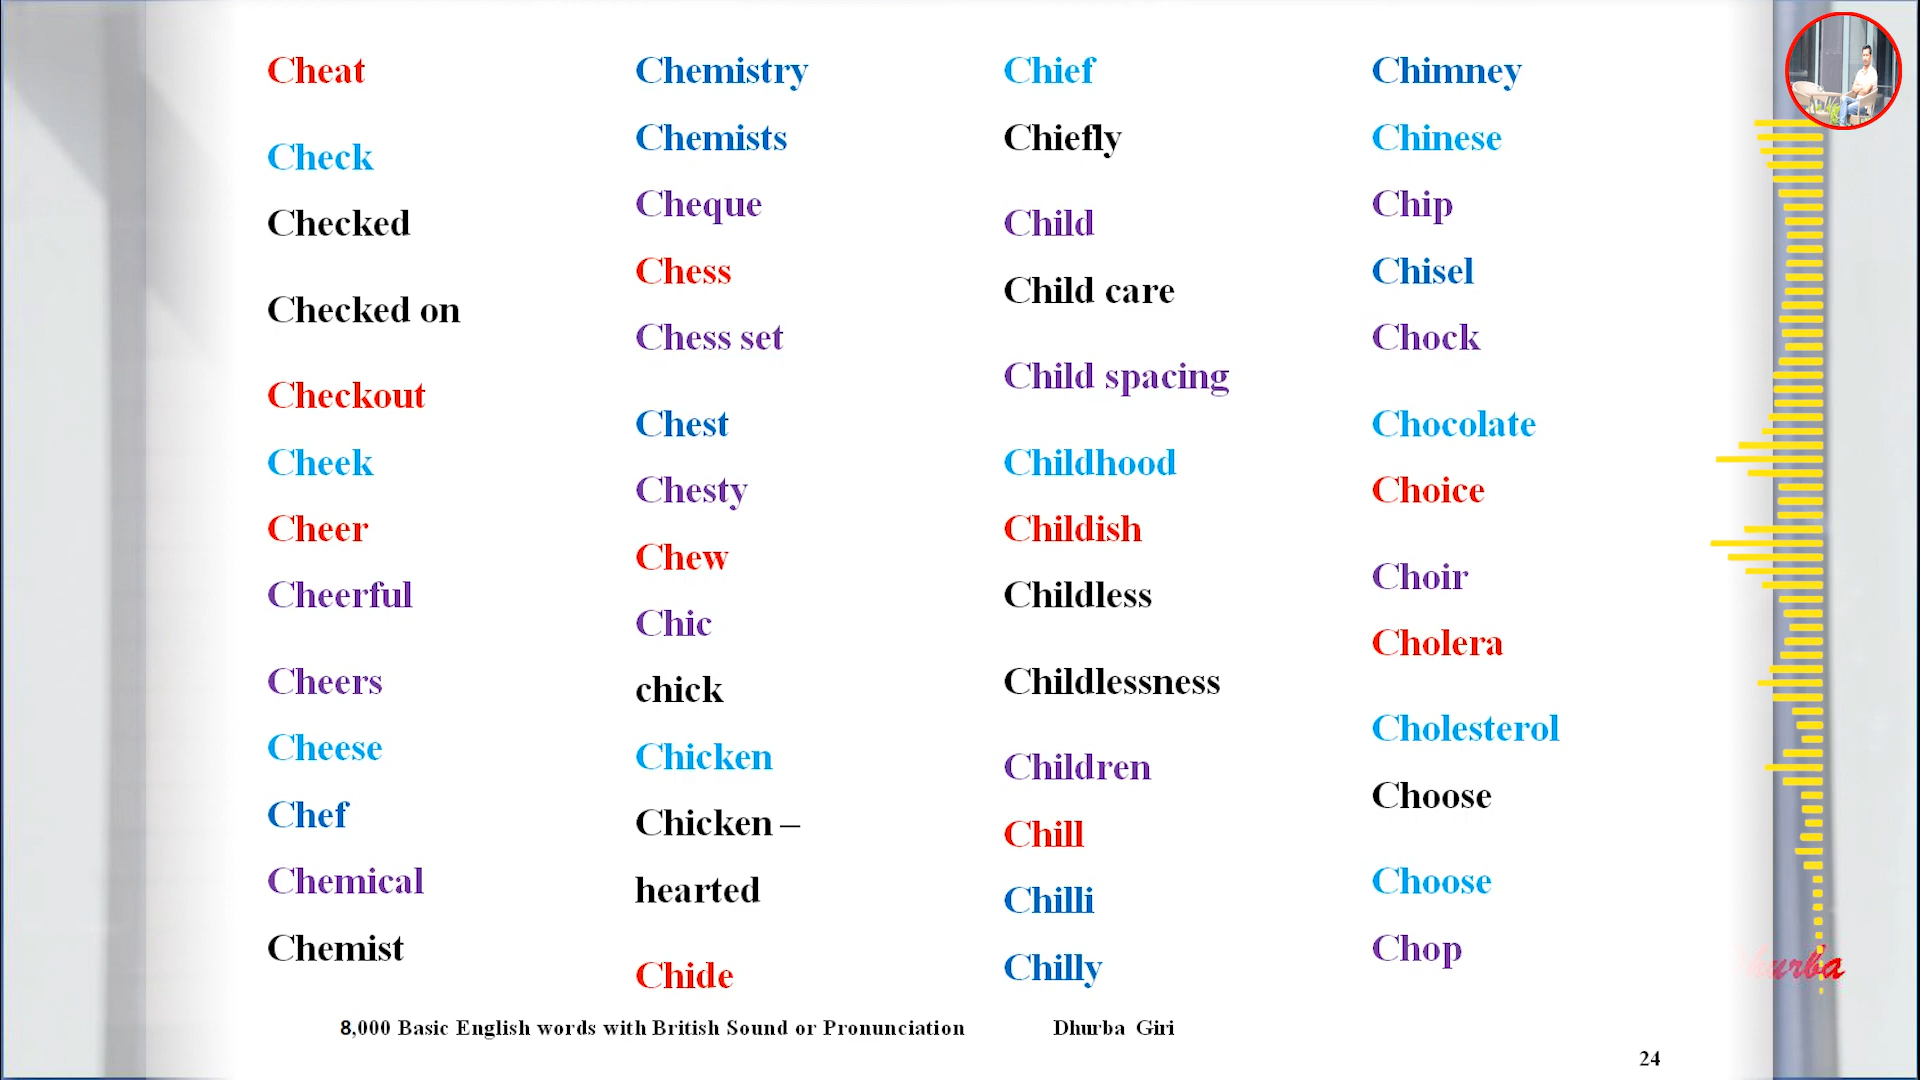 Cheat
Check
Checked
Checked on
Checkout
Cheek
Cheer
Cheerful
Cheers
Cheese
Chef
Chemical
Chemist
Chemistry
Chemists
Cheque
Chess
Chess set
Chest
Chesty
Chew
Chic
chick
Chicken
Chicken –
hearted
Chide
Chief
Chiefly
Child
Child care
Child spacing
Childhood
Childish
Childless
Childlessness
Children
Chill
Chilli
Chilly
Chimney
Chinese
Chip
Chisel
Chock
Chocolate
Choice
Choir
Cholera
Cholesterol
Choose
Choose
Chop
8,000 Basic English words with British Sound or Pronunciation
Dhurba Giri
24